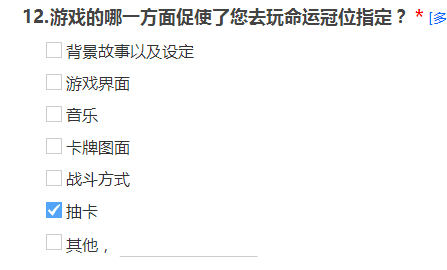 12.游戏的哪一方面促使了您去玩命运冠位指定？ * [多
背景故事以及设定
游戏界面
音乐
卡牌图面
战斗方式
抽卡
其他，